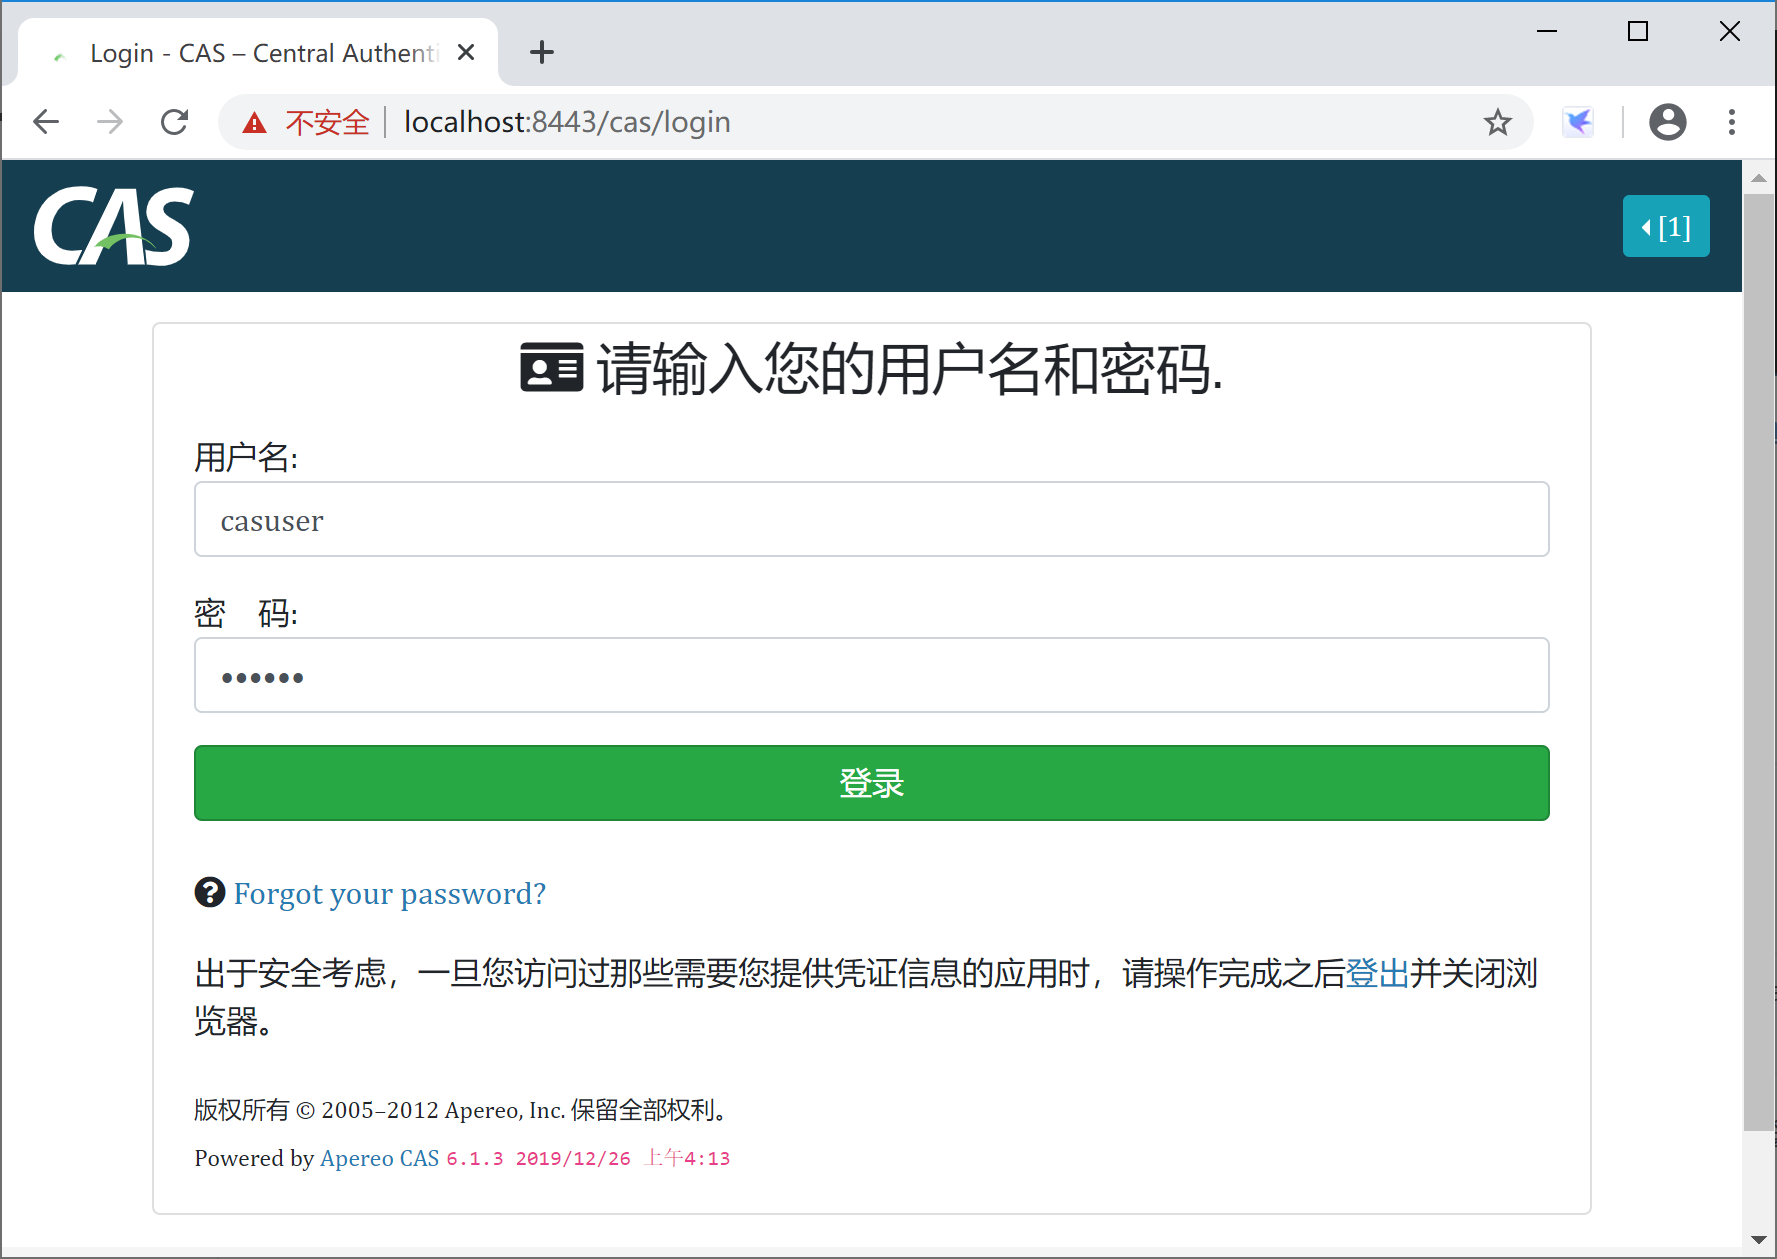 Login - CAS – Central Authenti
不安全 localhost:8443/cas/login
CAS
[1]
请输入您的用户名和密码.
用户名:
casuser
密 码:
登录
Forgot your password?
出于安全考虑，一旦您访问过那些需要您提供凭证信息的应用时，请操作完成之后登出并关闭浏
览器。
版权所有 © 2005–2012 Apereo, Inc. 保留全部权利。
Powered by Apereo CAS 6.1.3 2019/12/26 上午4:13